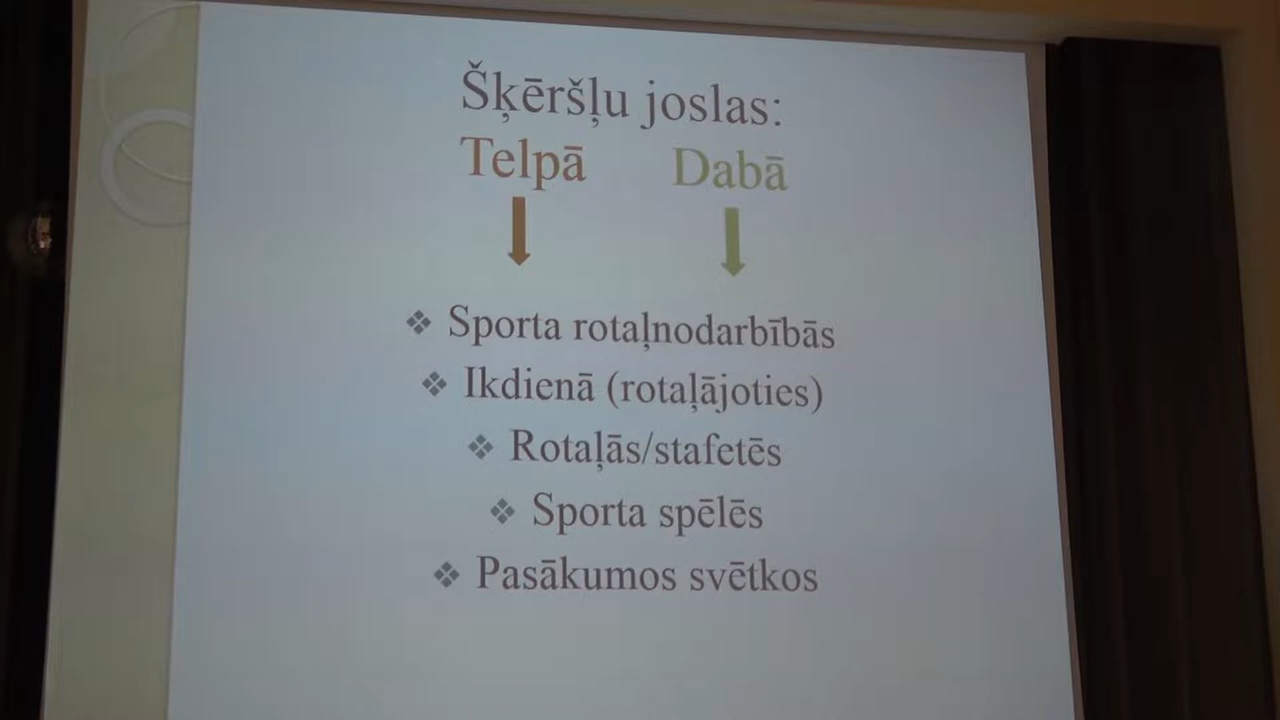 Šķēršļu joslas:
Telpā Dabā
❖ Sporta rotaļnodarbībās
❖ Ikdienā (rotaļājoties)
❖ Rotaļās/stafetēs
❖ Sporta spēlēs
❖ Pasākumos svētkos